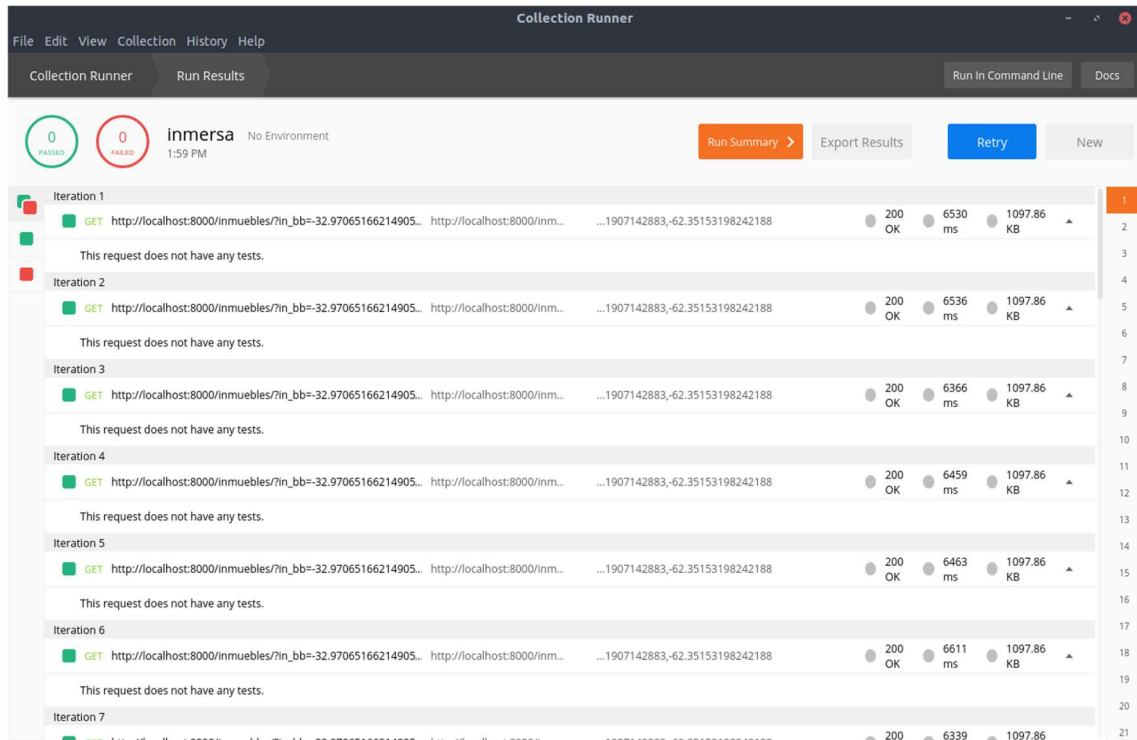 Collection Runner
File Edit View Collection History Help
Collection Runner Run Results Run In Command Line Docs
0 PASSED 0 FAILED inmersa No Environment
1:59 PM
Run Summary Export Results Retry New
Iteration 1
GET http://localhost:8000/inmuebles/?in_bb=-32.97065166214905... http://localhost:8000/inm... ...1907142883,-62.35153198242188 200 OK 6530 ms 1097.86 KB
This request does not have any tests.
Iteration 2
GET http://localhost:8000/inmuebles/?in_bb=-32.97065166214905... http://localhost:8000/inm... ...1907142883,-62.35153198242188 200 OK 6536 ms 1097.86 KB
This request does not have any tests.
Iteration 3
GET http://localhost:8000/inmuebles/?in_bb=-32.97065166214905... http://localhost:8000/inm... ...1907142883,-62.35153198242188 200 OK 6366 ms 1097.86 KB
This request does not have any tests.
Iteration 4
GET http://localhost:8000/inmuebles/?in_bb=-32.97065166214905... http://localhost:8000/inm... ...1907142883,-62.35153198242188 200 OK 6459 ms 1097.86 KB
This request does not have any tests.
Iteration 5
GET http://localhost:8000/inmuebles/?in_bb=-32.97065166214905... http://localhost:8000/inm... ...1907142883,-62.35153198242188 200 OK 6463 ms 1097.86 KB
This request does not have any tests.
Iteration 6
GET http://localhost:8000/inmuebles/?in_bb=-32.97065166214905... http://localhost:8000/inm... ...1907142883,-62.35153198242188 200 OK 6611 ms 1097.86 KB
This request does not have any tests.
Iteration 7
200 6339 1097.86
1
2
3
4
5
6
7
8
9
10
11
12
13
14
15
16
17
18
19
20
21